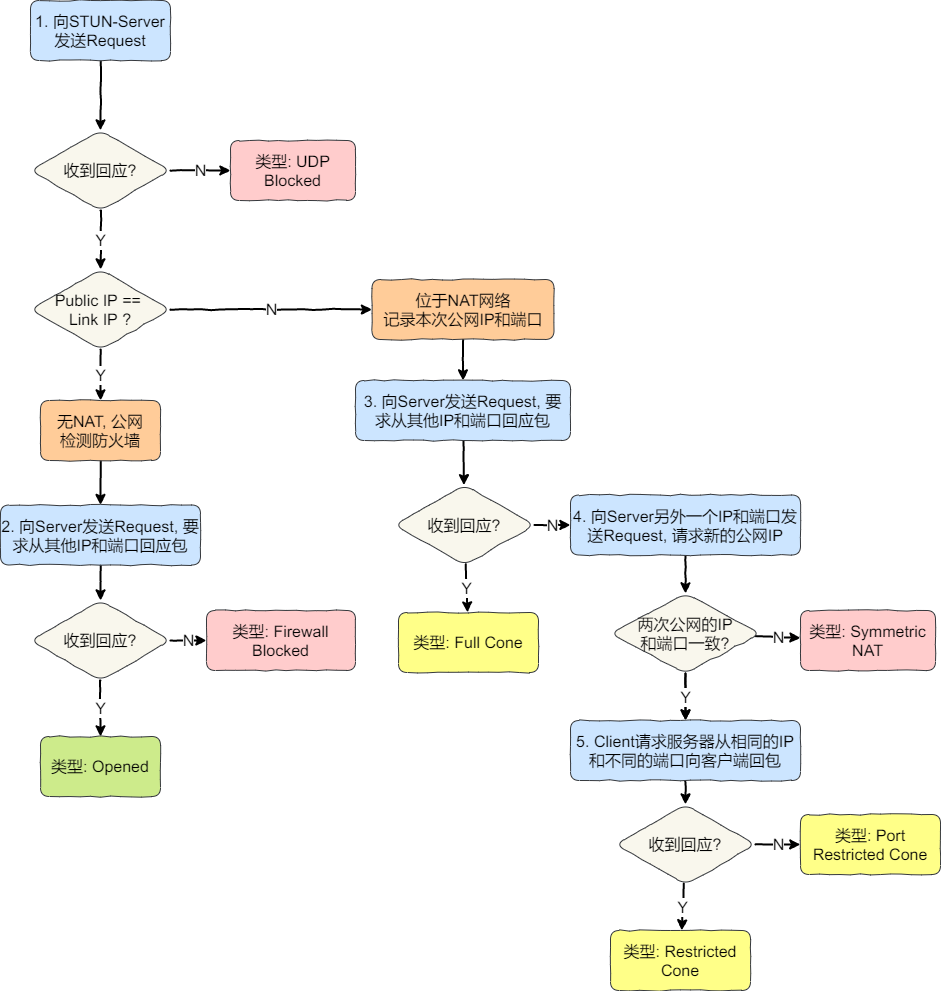 1. 向STUN-Server
发送Request
收到回应?
N
类型: UDP
Blocked
Y
Public IP ==
Link IP ?
N
位于NAT网络
记录本次公网IP和端口
Y
无NAT, 公网
检测防火墙
3. 向Server发送Request, 要
求从其他IP和端口回应包
2. 向Server发送Request, 要
求从其他IP和端口回应包
收到回应?
N
4. 向Server另外一个IP和端口发
送Request, 请求新的公网IP
Y
收到回应?
N
类型: Firewall
Blocked
类型: Full Cone
两次公网的IP
和端口一致?
N
类型: Symmetric
NAT
Y
Y
类型: Opened
5. Client请求服务器从相同的IP
和不同的端口向客户端回包
收到回应?
N
类型: Port
Restricted Cone
Y
类型: Restricted
Cone